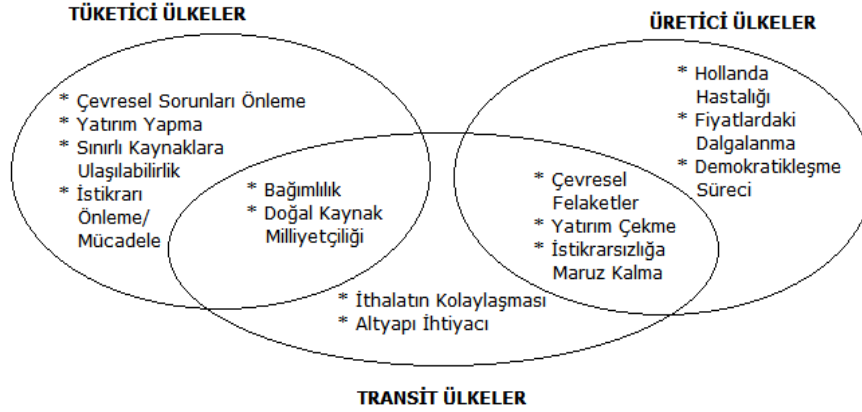 TÜKETİCİ ÜLKELER
* Çevresel Sorunları Önleme
* Yatırım Yapma
* Sınırlı Kaynaklara
Ulaşılabilirlik
* İstikrarı
Önleme/
Mücadele
* Bağımlılık
* Doğal Kaynak
Milliyetçiliği
ÜRETİCİ ÜLKELER
* Hollanda
Hastalığı
* Fiyatlardaki
Dalgalanma
* Demokratikleşme
Süreci
* Çevresel
Felaketler
* Yatırım Çekme
* İstikrarsızlığa
Maruz Kalma
* İthalatın Kolaylaşması
* Altyapı İhtiyacı
TRANSİT ÜLKELER